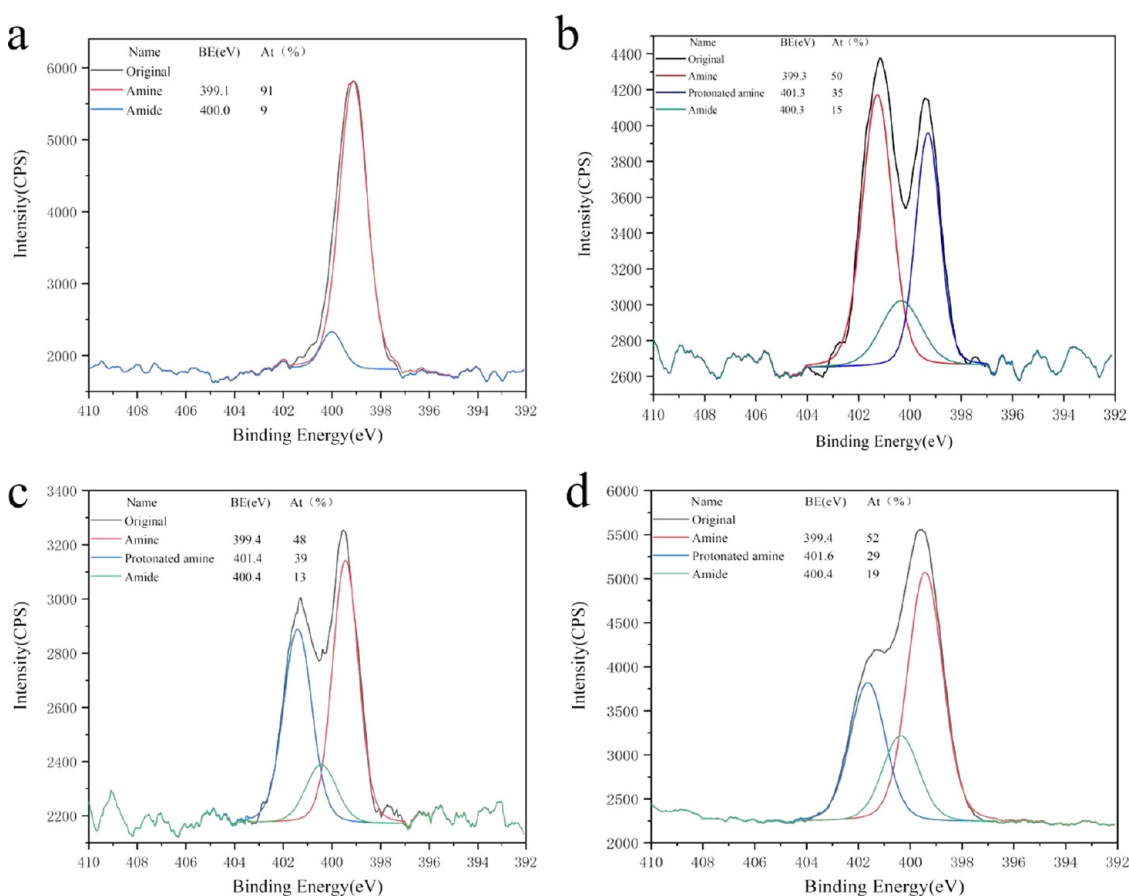 a
Name BE(eV) At（%）
Original
Amine 399.1 91
Amide 400.0 9
6000
5000
4000
3000
2000
Intensity(CPS)
410 408 406 404 402 400 398 396 394 392
Binding Energy(eV)
b
Name BE(eV) At（%）
Original
Amine 399.3 50
Protonated amine 401.3 35
Amide 400.3 15
4400
4200
4000
3800
3600
3400
3200
3000
2800
2600
Intensity(CPS)
410 408 406 404 402 400 398 396 394 392
Binding Energy(eV)
c
Name BE(eV) At（%）
Original
Amine 399.4 48
Protonated amine 401.4 39
Amide 400.4 13
3400
3200
3000
2800
2600
2400
2200
Intensity(CPS)
410 408 406 404 402 400 398 396 394 392
Binding Energy(eV)
d
Name BE(eV) At（%）
Original
Amine 399.4 52
Protonated amine 401.6 29
Amide 400.4 19
6000
5500
5000
4500
4000
3500
3000
2500
2000
Intensity(CPS)
410 408 406 404 402 400 398 396 394 392
Binding Energy(eV)